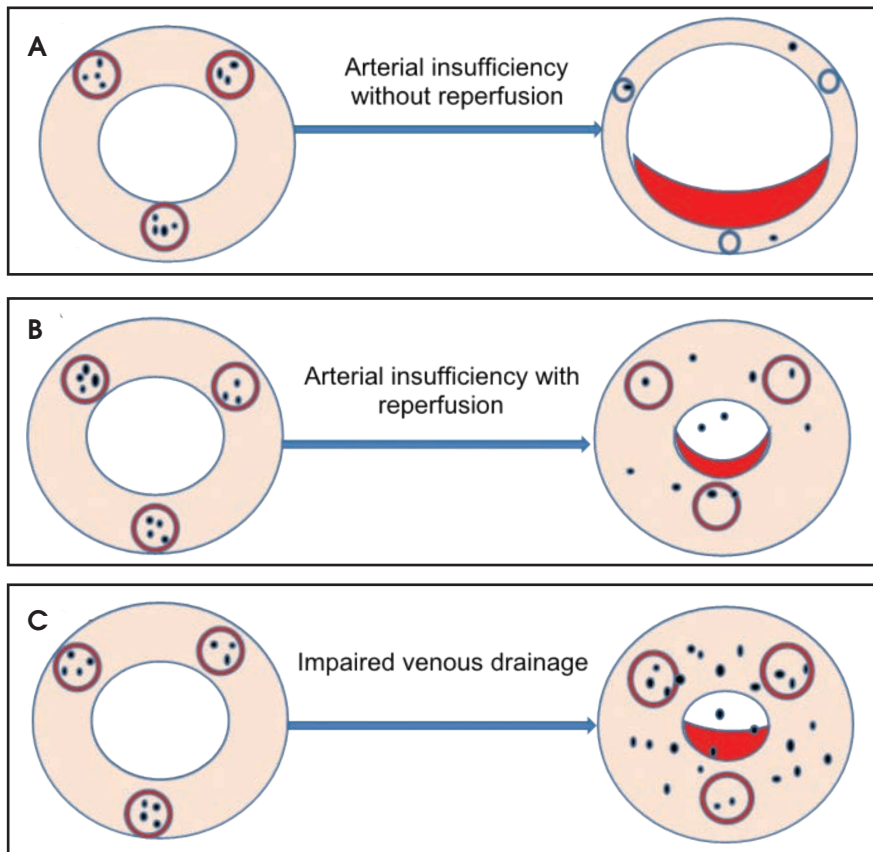 A
Arterial insufficiency
without reperfusion
B
Arterial insufficiency with
reperfusion
C
Impaired venous drainage